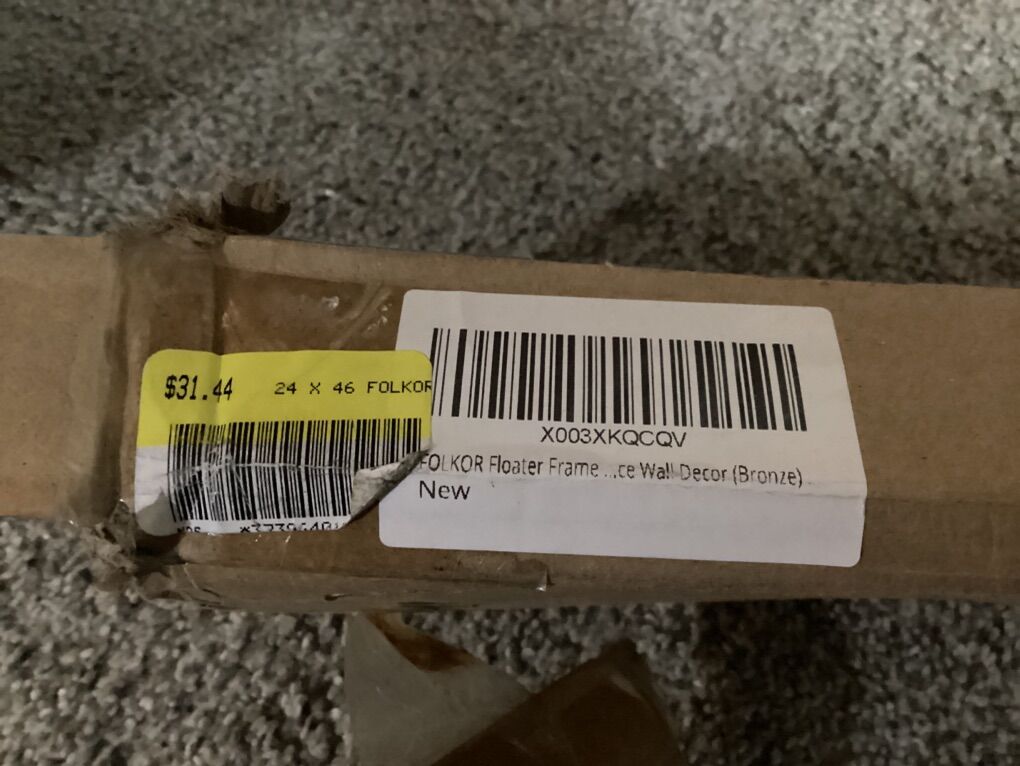 $31.44 24 X 46 FOLKOR
X003XKQCQV
FOLKOR Floater Frame ...ce Wall Decor (Bronze)
New